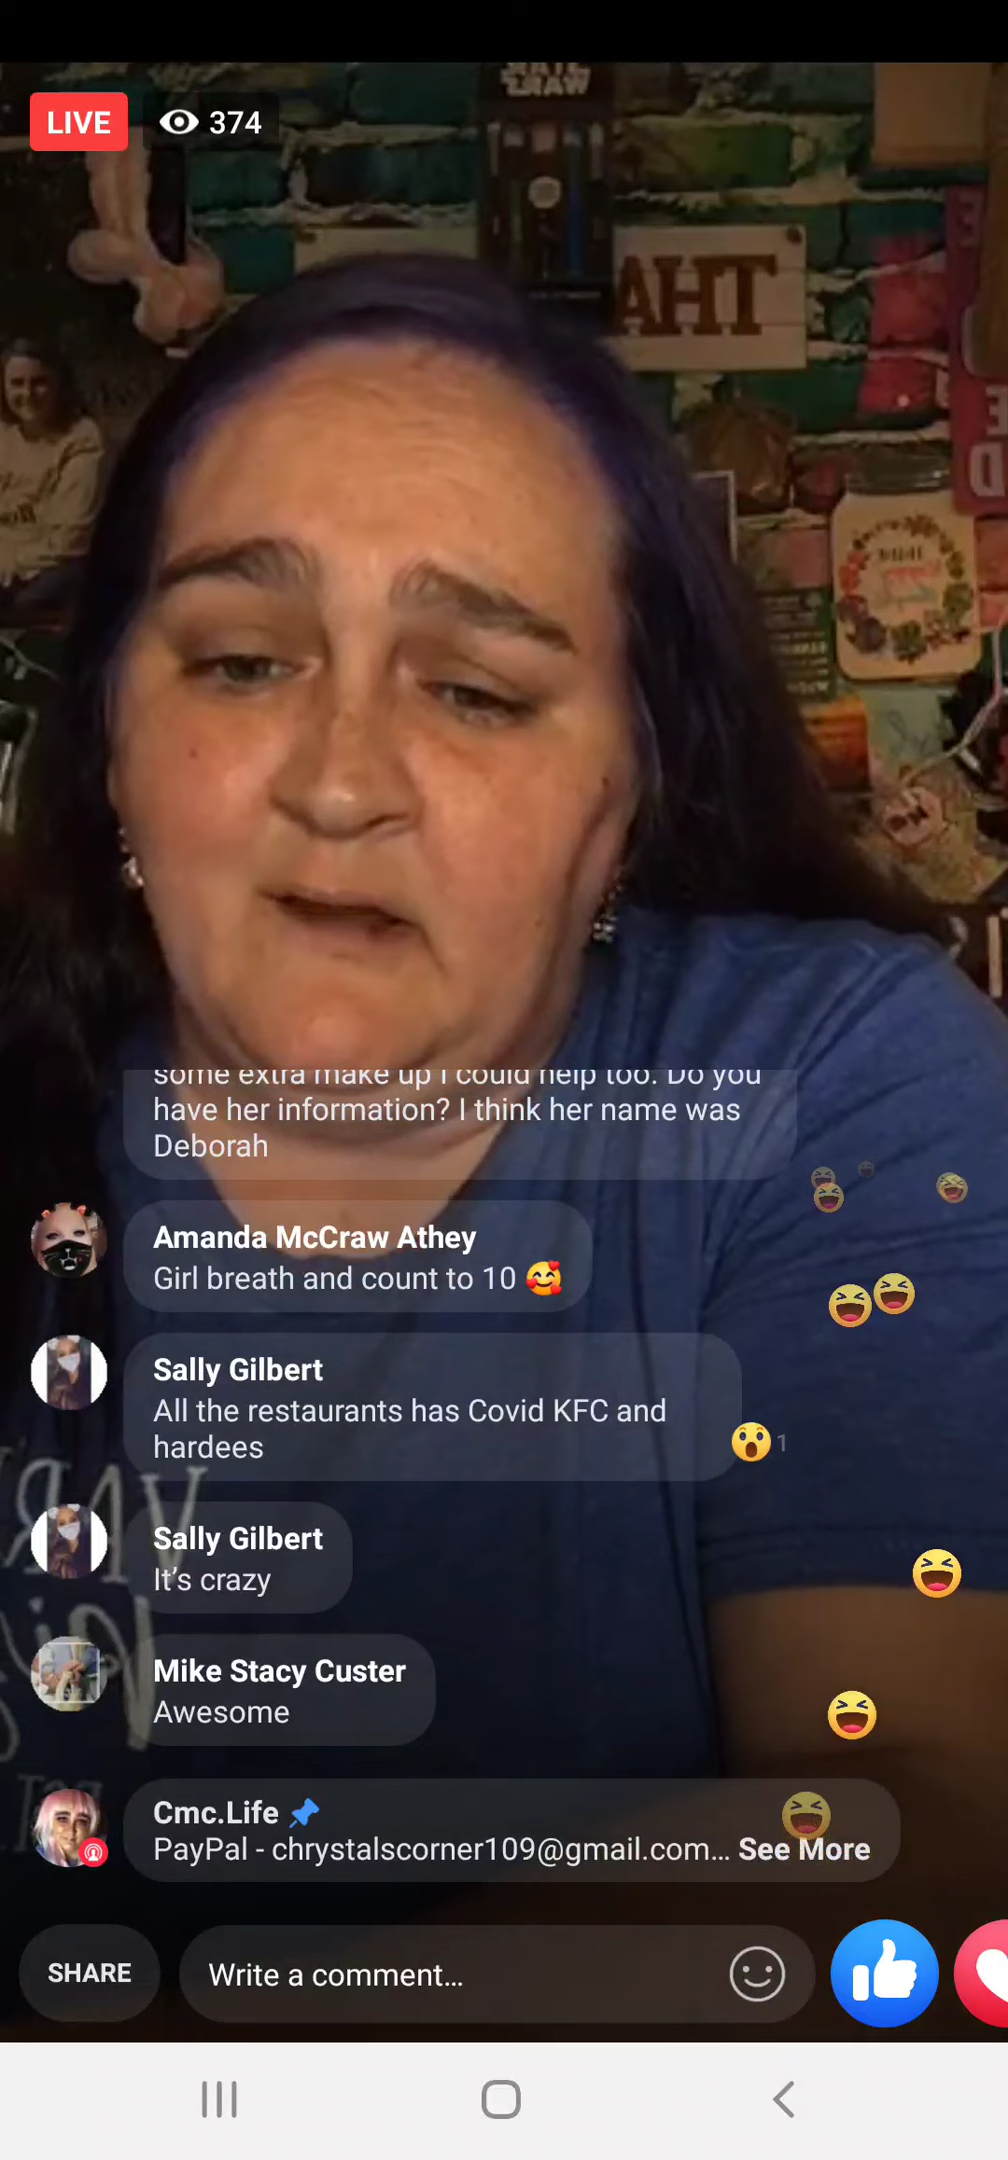 LIVE 374
THA
some extra make up I could help too. Do you
have her information? I think her name was
Deborah
Amanda McCraw Athey
Girl breath and count to 10 🥰
Sally Gilbert
All the restaurants has Covid KFC and
hardees
😮 1
Sally Gilbert
It’s crazy
Mike Stacy Custer
Awesome
Cmc.Life 📌
PayPal - chrystalscorner109@gmail.com... See More
SHARE
Write a comment...